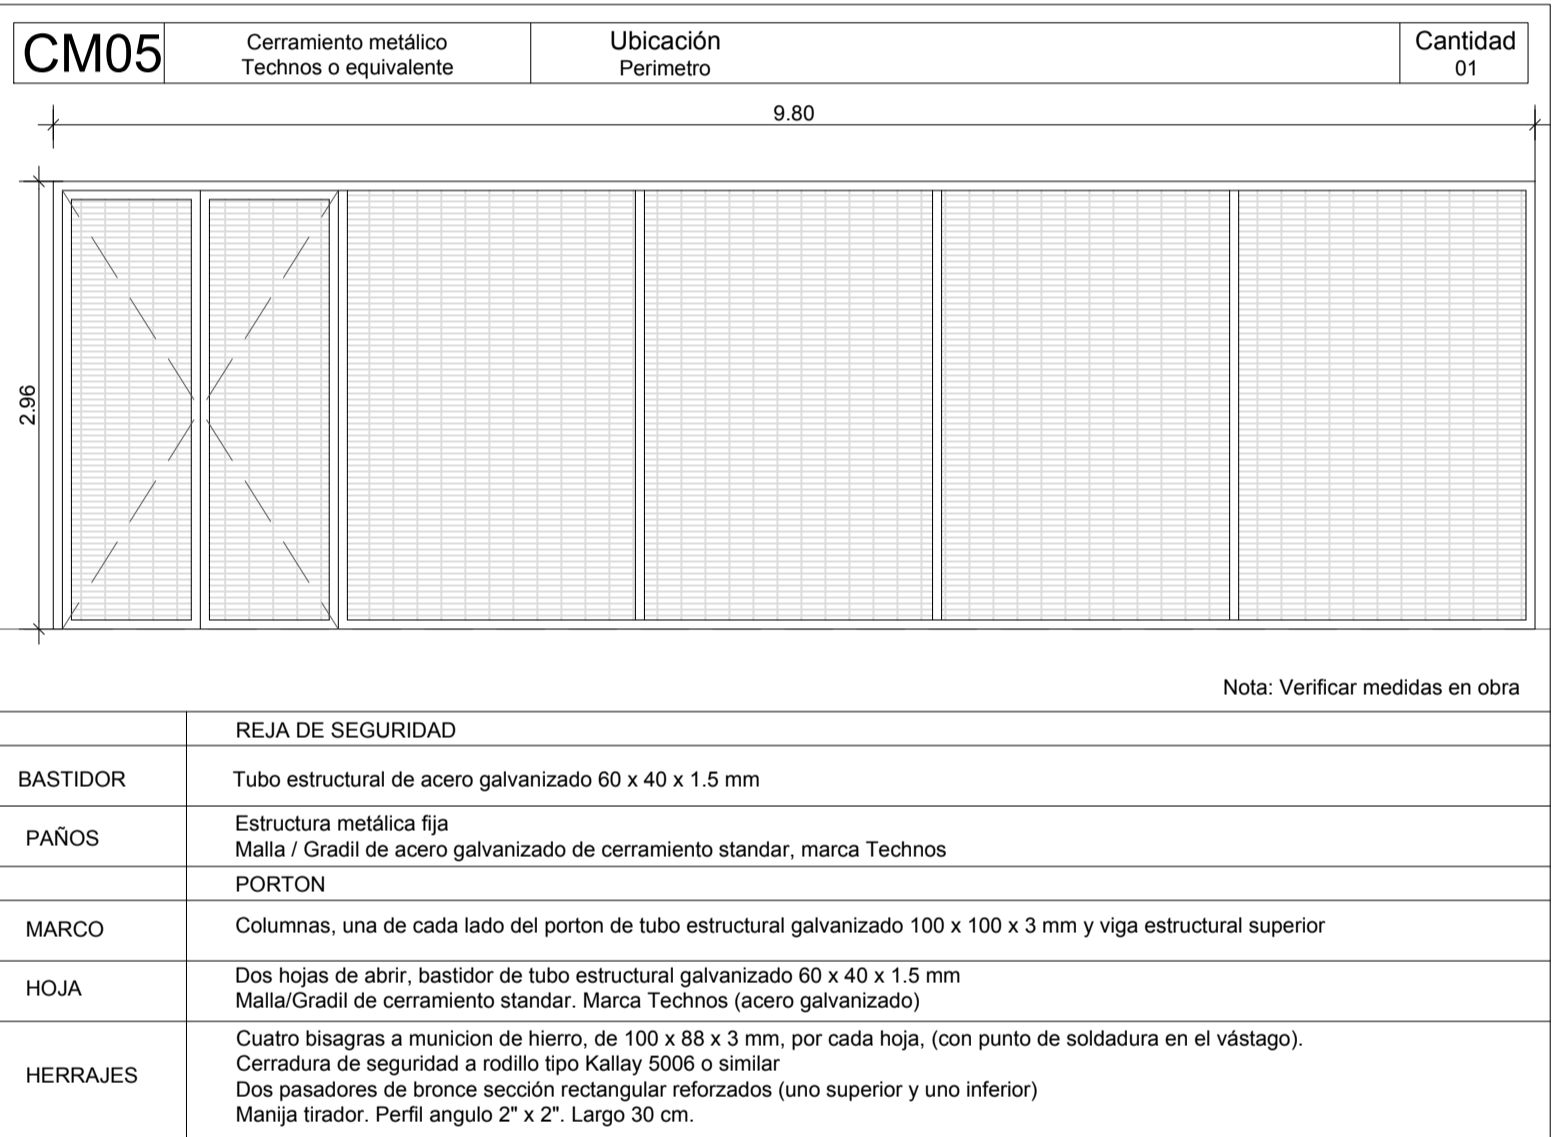 CM05
Cerramiento metálico
Technos o equivalente
Ubicación
Perimetro
Cantidad
01
9.80
2.96
Nota: Verificar medidas en obra
REJA DE SEGURIDAD
BASTIDOR
Tubo estructural de acero galvanizado 60 x 40 x 1.5 mm
PAÑOS
Estructura metálica fija
Malla / Gradil de acero galvanizado de cerramiento standar, marca Technos
PORTON
MARCO
Columnas, una de cada lado del porton de tubo estructural galvanizado 100 x 100 x 3 mm y viga estructural superior
HOJA
Dos hojas de abrir, bastidor de tubo estructural galvanizado 60 x 40 x 1.5 mm
Malla/Gradil de cerramiento standar. Marca Technos (acero galvanizado)
HERRAJES
Cuatro bisagras a municion de hierro, de 100 x 88 x 3 mm, por cada hoja, (con punto de soldadura en el vástago).
Cerradura de seguridad a rodillo tipo Kallay 5006 o similar
Dos pasadores de bronce sección rectangular reforzados (uno superior y uno inferior)
Manija tirador. Perfil angulo 2" x 2". Largo 30 cm.